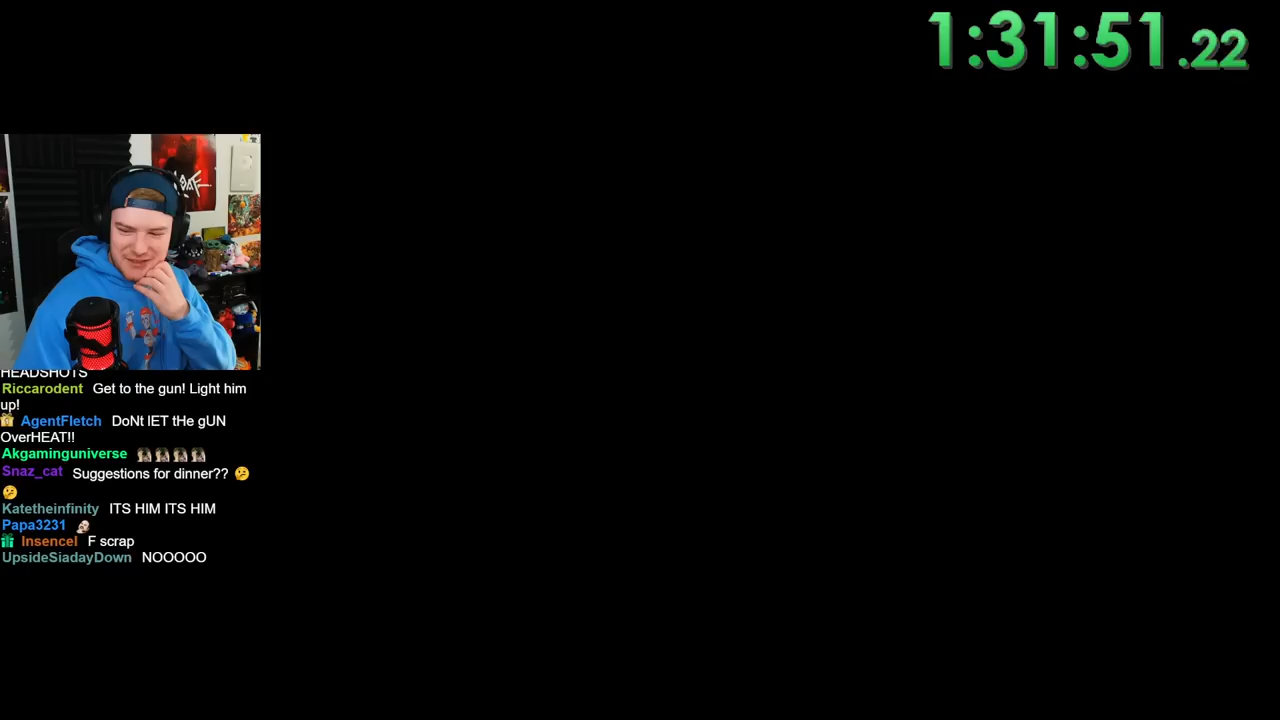 1:31:51.22
HEADSHOTS
Riccarodent Get to the gun! Light him
up!
AgentFletch DoNt lET tHe gUN
OverHEAT!!
Akgaminguniverse
Snaz_cat Suggestions for dinner??
Katetheinfinity ITS HIM ITS HIM
Papa3231
Insencel F scrap
UpsideSiadayDown NOOOOO